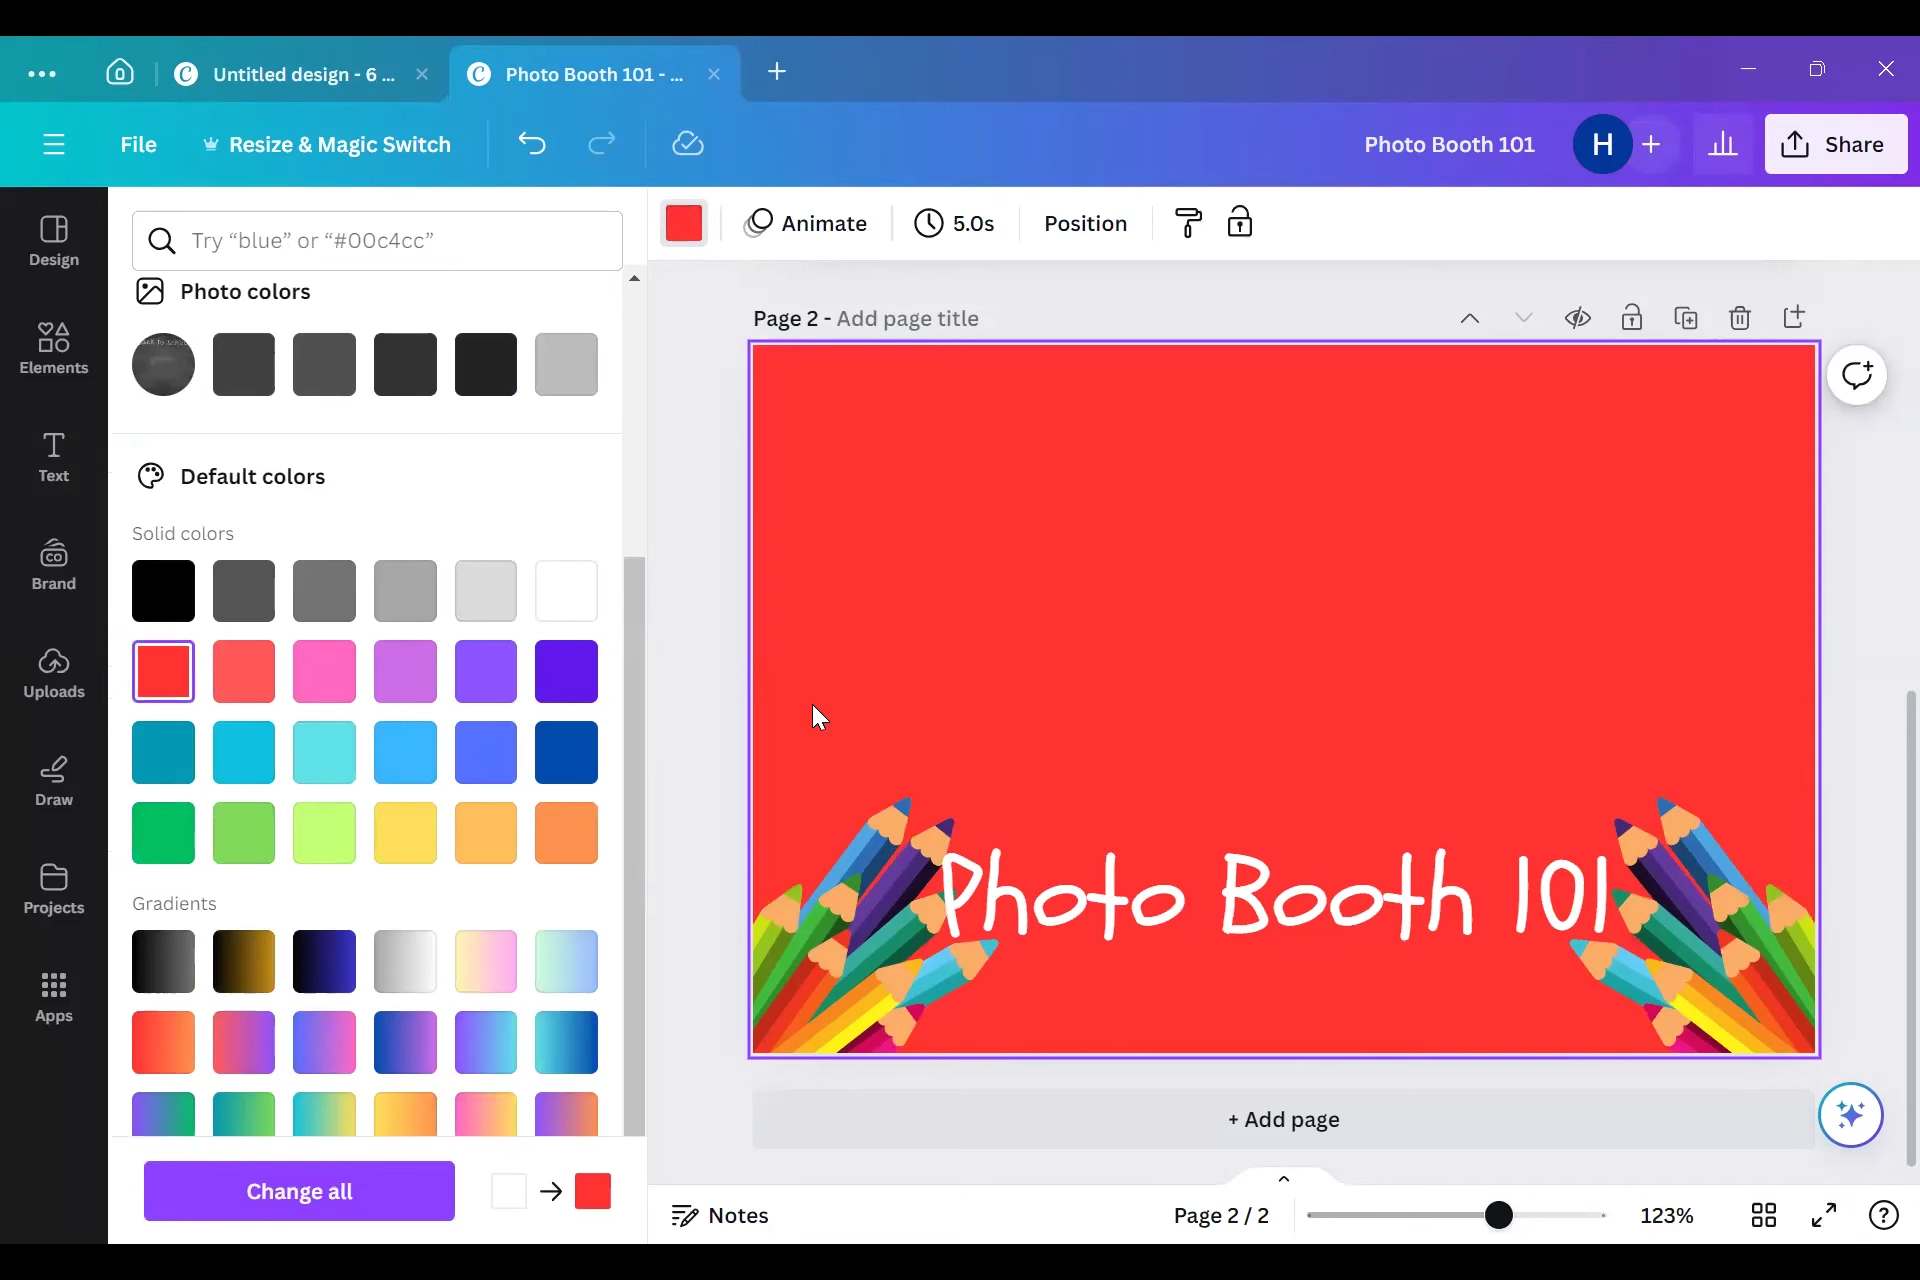 Untitled design - 6 ...
Photo Booth 101 - ...
File
Resize & Magic Switch
Photo Booth 101
H
Share
Design
Elements
Text
Brand
Uploads
Draw
Projects
Apps
Try “blue” or “#00c4cc”
Photo colors
Default colors
Solid colors
Gradients
Change all
Animate
5.0s
Position
Page 2 - Add page title
Photo Booth 101
+ Add page
Notes
Page 2 / 2
123%